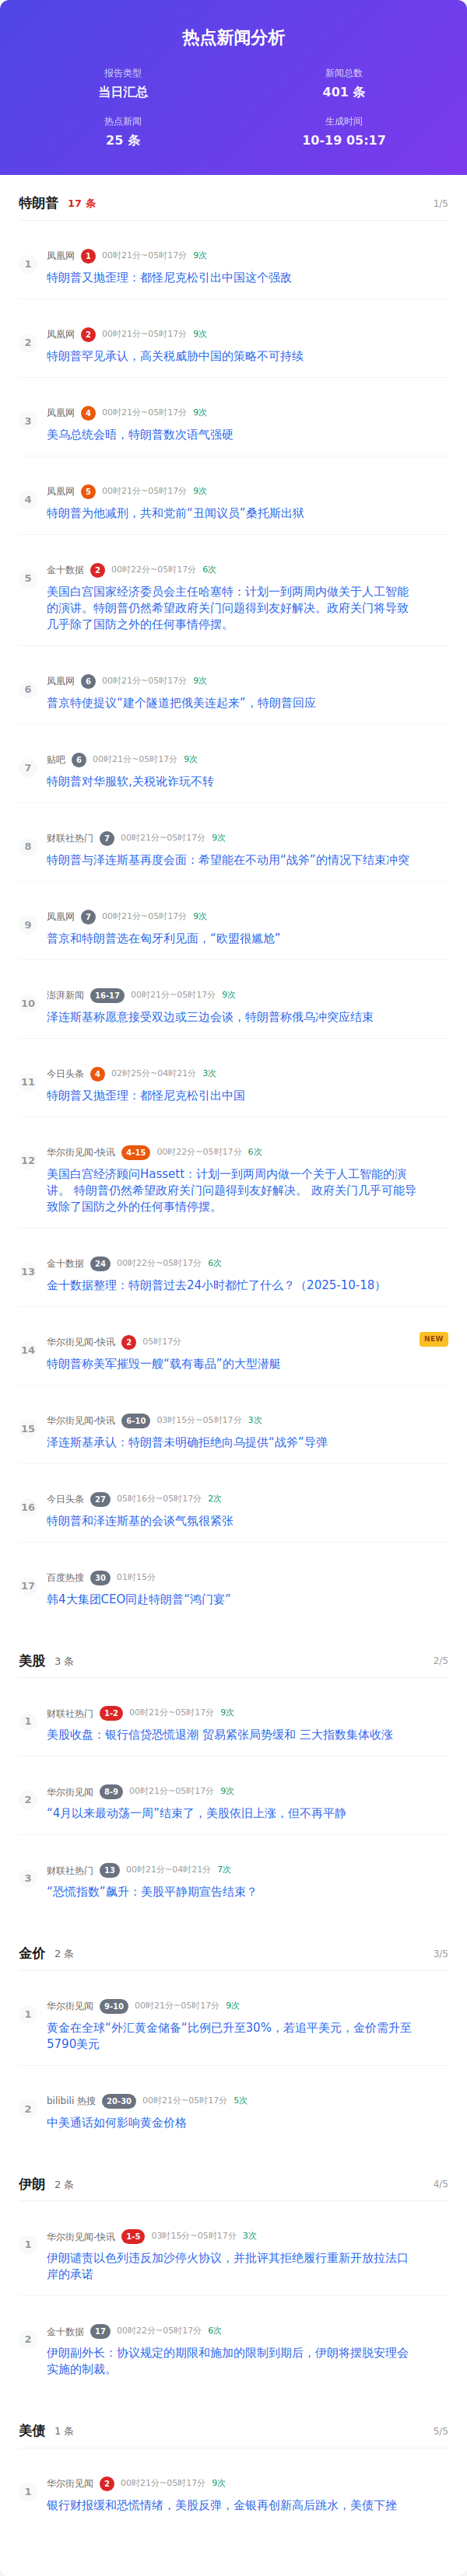 热点新闻分析
报告类型
当日汇总
新闻总数
401 条
热点新闻
25 条
生成时间
10-19 05:17
特朗普 17 条 1/5
1
凤凰网 1 00时21分~05时17分 9次
特朗普又抛歪理：都怪尼克松引出中国这个强敌
2
凤凰网 2 00时21分~05时17分 9次
特朗普罕见承认，高关税威胁中国的策略不可持续
3
凤凰网 4 00时21分~05时17分 9次
美乌总统会晤，特朗普数次语气强硬
4
凤凰网 5 00时21分~05时17分 9次
特朗普为他减刑，共和党前“丑闻议员”桑托斯出狱
5
金十数据 2 00时22分~05时17分 6次
美国白宫国家经济委员会主任哈塞特：计划一到两周内做关于人工智能
的演讲。特朗普仍然希望政府关门问题得到友好解决。政府关门将导致
几乎除了国防之外的任何事情停摆。
6
凤凰网 6 00时21分~05时17分 9次
普京特使提议“建个隧道把俄美连起来”，特朗普回应
7
贴吧 6 00时21分~05时17分 9次
特朗普对华服软,关税讹诈玩不转
8
财联社热门 7 00时21分~05时17分 9次
特朗普与泽连斯基再度会面：希望能在不动用“战斧”的情况下结束冲突
9
凤凰网 7 00时21分~05时17分 9次
普京和特朗普选在匈牙利见面，“欧盟很尴尬”
10
澎湃新闻 16-17 00时21分~05时17分 9次
泽连斯基称愿意接受双边或三边会谈，特朗普称俄乌冲突应结束
11
今日头条 4 02时25分~04时21分 3次
特朗普又抛歪理：都怪尼克松引出中国
12
华尔街见闻-快讯 4-15 00时22分~05时17分 6次
美国白宫经济顾问Hassett：计划一到两周内做一个关于人工智能的演
讲。 特朗普仍然希望政府关门问题得到友好解决。 政府关门几乎可能导
致除了国防之外的任何事情停摆。
13
金十数据 24 00时22分~05时17分 6次
金十数据整理：特朗普过去24小时都忙了什么？（2025-10-18）
14
华尔街见闻-快讯 2 05时17分 NEW
特朗普称美军摧毁一艘“载有毒品”的大型潜艇
15
华尔街见闻-快讯 6-10 03时15分~05时17分 3次
泽连斯基承认：特朗普未明确拒绝向乌提供“战斧”导弹
16
今日头条 27 05时16分~05时17分 2次
特朗普和泽连斯基的会谈气氛很紧张
17
百度热搜 30 01时15分
韩4大集团CEO同赴特朗普“鸿门宴”
美股 3 条 2/5
1
财联社热门 1-2 00时21分~05时17分 9次
美股收盘：银行信贷恐慌退潮 贸易紧张局势缓和 三大指数集体收涨
2
华尔街见闻 8-9 00时21分~05时17分 9次
“4月以来最动荡一周”结束了，美股依旧上涨，但不再平静
3
财联社热门 13 00时21分~04时21分 7次
“恐慌指数”飙升：美股平静期宣告结束？
金价 2 条 3/5
1
华尔街见闻 9-10 00时21分~05时17分 9次
黄金在全球“外汇黄金储备“比例已升至30%，若追平美元，金价需升至
5790美元
2
bilibili 热搜 20-30 00时21分~05时17分 5次
中美通话如何影响黄金价格
伊朗 2 条 4/5
1
华尔街见闻-快讯 1-5 03时15分~05时17分 3次
伊朗谴责以色列违反加沙停火协议，并批评其拒绝履行重新开放拉法口
岸的承诺
2
金十数据 17 00时22分~05时17分 6次
伊朗副外长：协议规定的期限和施加的限制到期后，伊朗将摆脱安理会
实施的制裁。
美债 1 条 5/5
1
华尔街见闻 2 00时21分~05时17分 9次
银行财报缓和恐慌情绪，美股反弹，金银再创新高后跳水，美债下挫